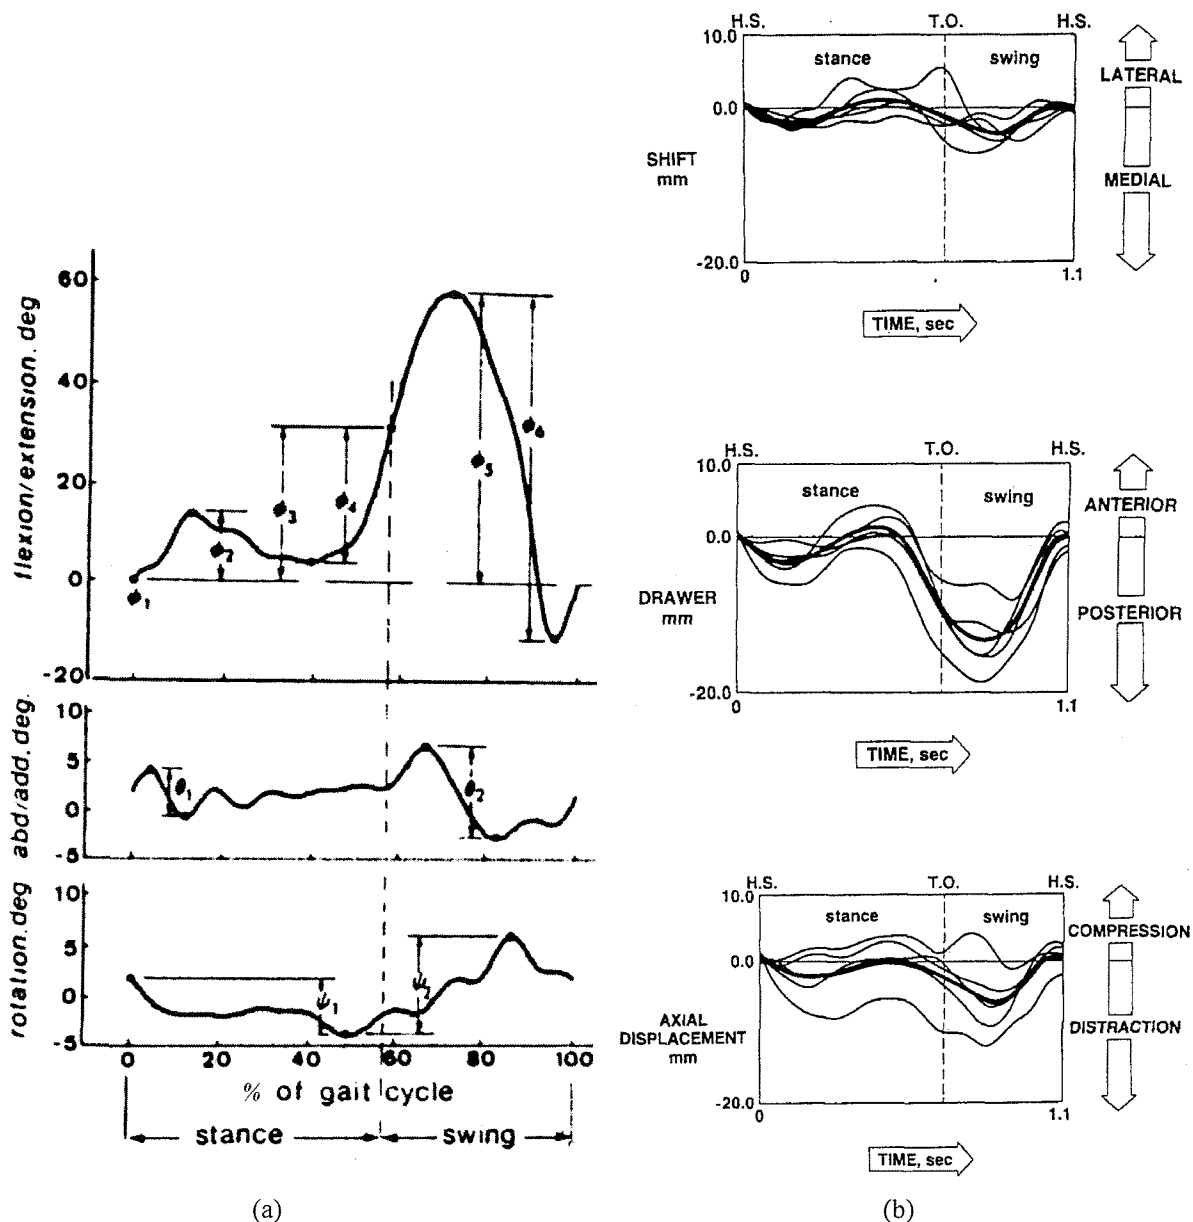 60
40
20
0
-20
flexion/extension.deg
ϕ1
ϕ2
ϕ3
ϕ4
ϕ5
ϕ6
10
5
0
-5
abd/add.deg.
θ1
θ2
10
5
0
-5
rotation.deg
ψ1
ψ2
0 20 40 60 80 100
% of gait cycle
stance swing
(a)
H.S. T.O. H.S.
10.0
stance swing
0.0
SHIFT
mm
-20.0
0 1.1
LATERAL
MEDIAL
TIME, sec
H.S. T.O. H.S.
10.0
stance swing
0.0
DRAWER
mm
-20.0
0 1.1
ANTERIOR
POSTERIOR
TIME, sec
H.S. T.O. H.S.
10.0
stance swing
0.0
AXIAL
DISPLACEMENT
mm
-20.0
0 1.1
COMPRESSION
DISTRACTION
TIME, sec
(b)